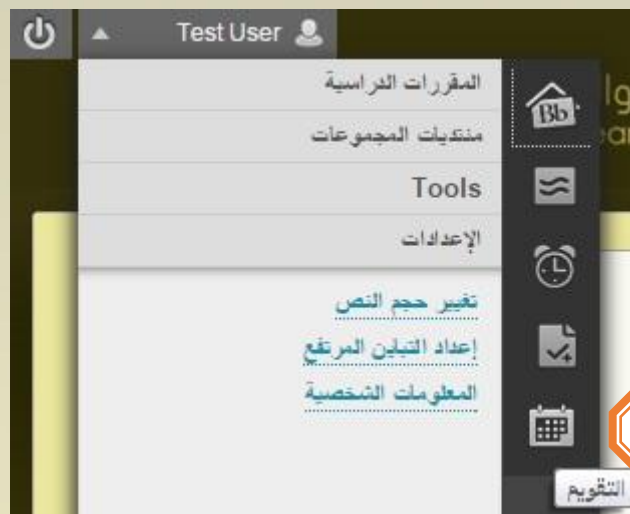 Test User
المقررات الدراسية
Bb
منتديات المجموعات
Tools
الإعدادات
تغيير حجم النص
إعداد التباين المرتفع
المعلومات الشخصية
التقويم